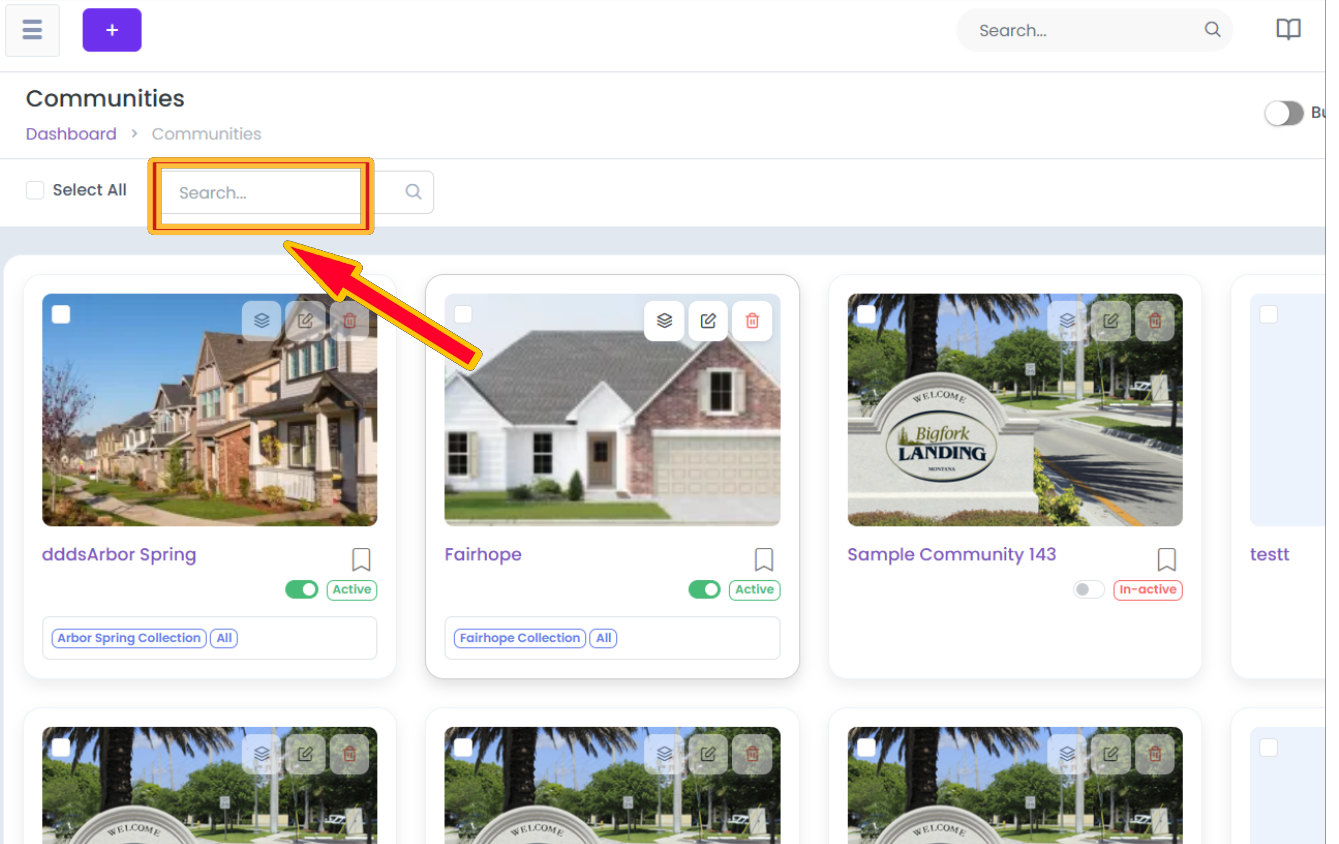 +
Search...
Communities
Bu
Dashboard > Communities
Select All
Search...
WELCOME
Bigfork
LANDING
MONTANA
dddsArbor Spring
Fairhope
Sample Community 143
testt
Active
Active
In-active
Arbor Spring Collection All
Fairhope Collection All
WELCOME
WELCOME
WELCOME